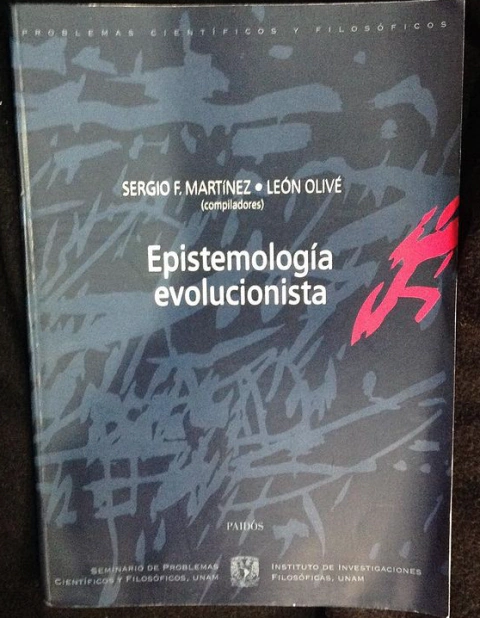 PROBLEMAS CIENTÍFICOS Y FILOSÓFICOS
SERGIO F. MARTÍNEZ • LEÓN OLIVÉ
(compiladores)
Epistemología
evolucionista
PAIDÓS
SEMINARIO DE PROBLEMAS
CIENTÍFICOS Y FILOSÓFICOS, UNAM
INSTITUTO DE INVESTIGACIONES
FILOSÓFICAS, UNAM